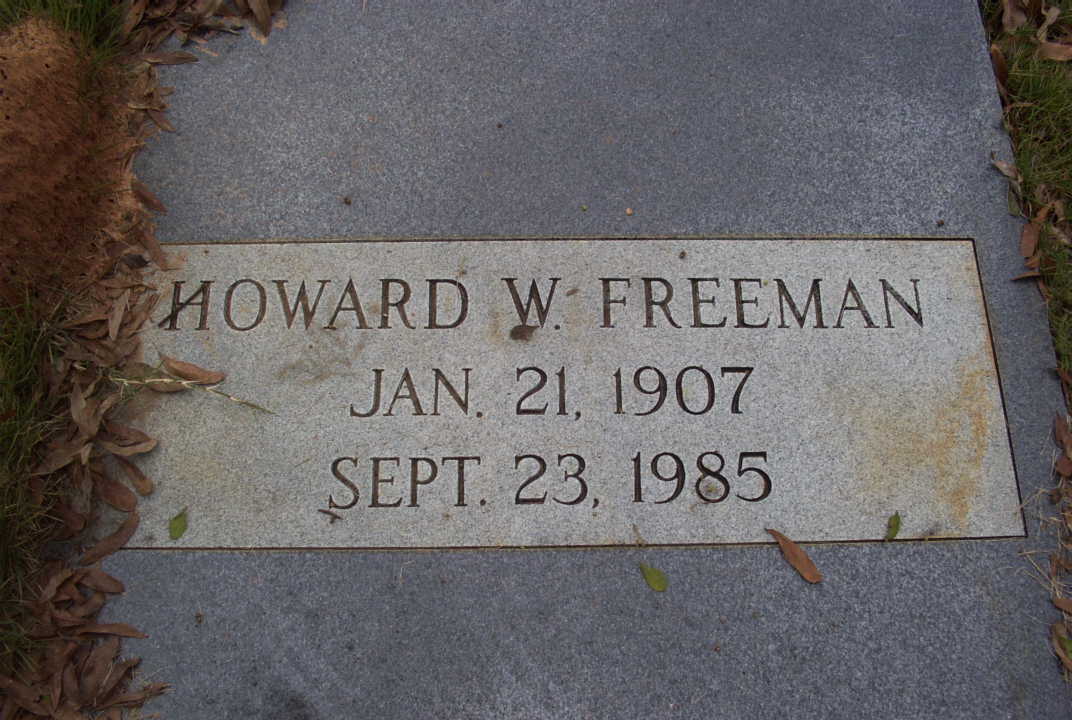 HOWARD W. FREEMAN
JAN. 21, 1907
SEPT. 23, 1985